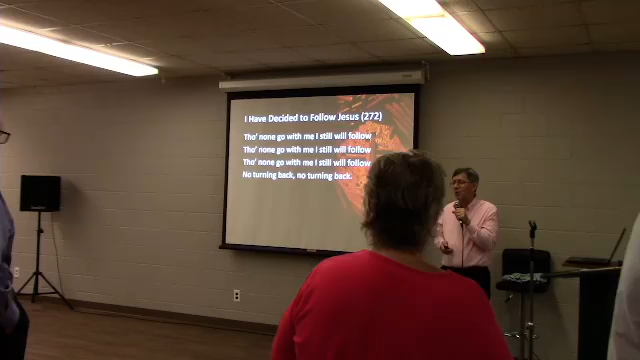 I Have Decided to Follow Jesus (272)
Tho' none go with me I still will follow
Tho' none go with me I still will follow
Tho' none go with me I still will follow
No turning back, no turning back.